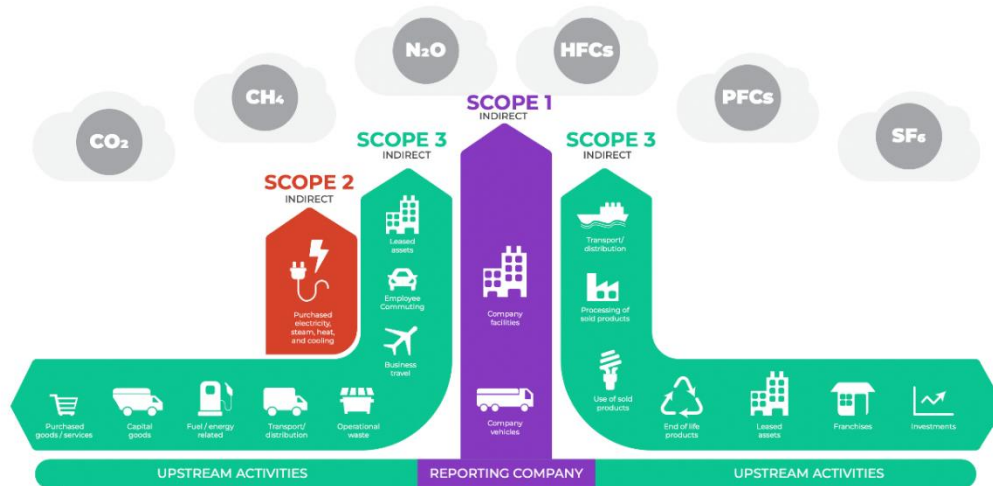 N₂O
HFCs
CH₄
PFCs
CO₂
SF₆
SCOPE 1
INDIRECT
SCOPE 3
INDIRECT
SCOPE 3
INDIRECT
SCOPE 2
INDIRECT
Purchased
electricity,
steam, heat,
and cooling
Leased
assets
Employee
Commuting
Business
travel
Company
facilities
Company
vehicles
Transport/
distribution
Processing of
sold products
Use of sold
products
Purchased
goods / services
Capital
goods
Fuel / energy
related
Transport/
distribution
Operational
waste
End of life
products
Leased
assets
Franchises
Investments
UPSTREAM ACTIVITIES
REPORTING COMPANY
UPSTREAM ACTIVITIES